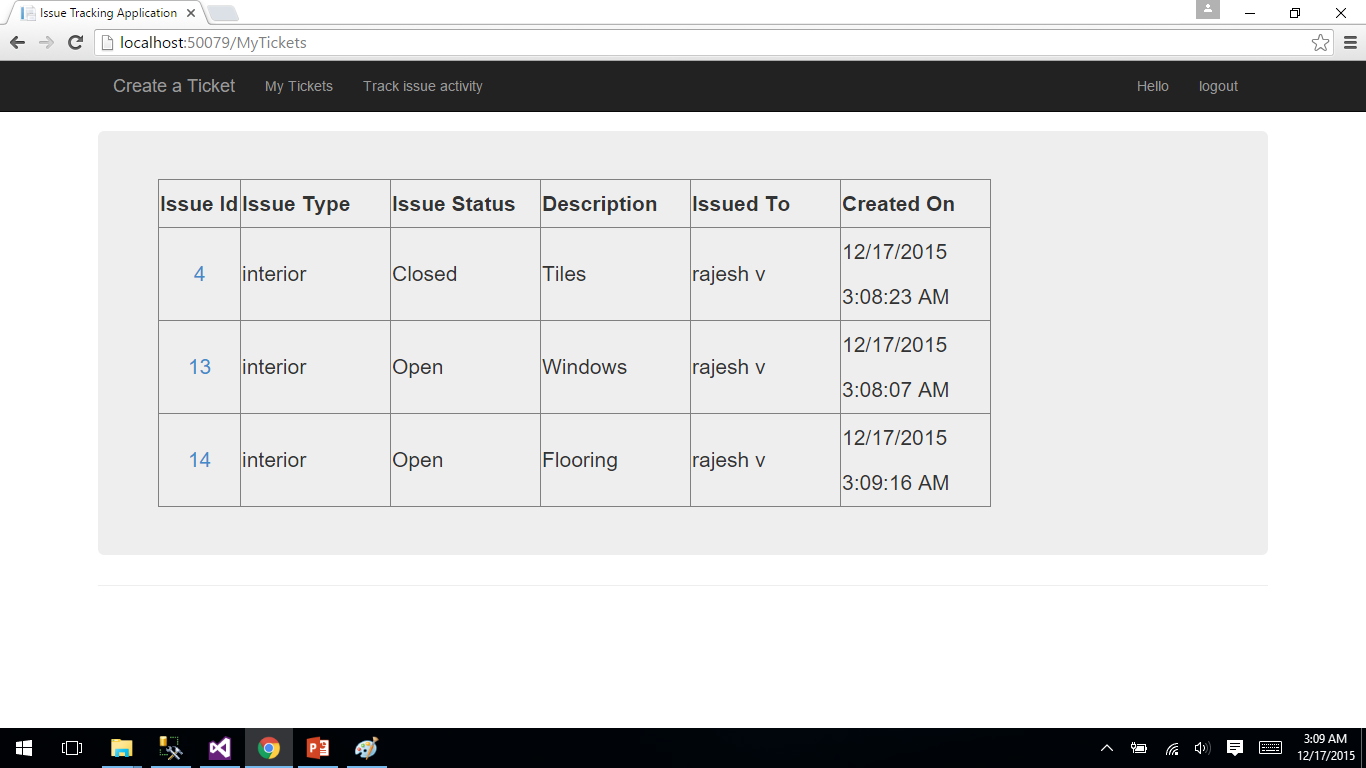 Issue Tracking Application
localhost:50079/MyTickets
Create a Ticket My Tickets Track issue activity Hello logout
Issue Id Issue Type Issue Status Description Issued To Created On
4 interior Closed Tiles rajesh v 12/17/2015
3:08:23 AM
13 interior Open Windows rajesh v 12/17/2015
3:08:07 AM
14 interior Open Flooring rajesh v 12/17/2015
3:09:16 AM
3:09 AM
12/17/2015